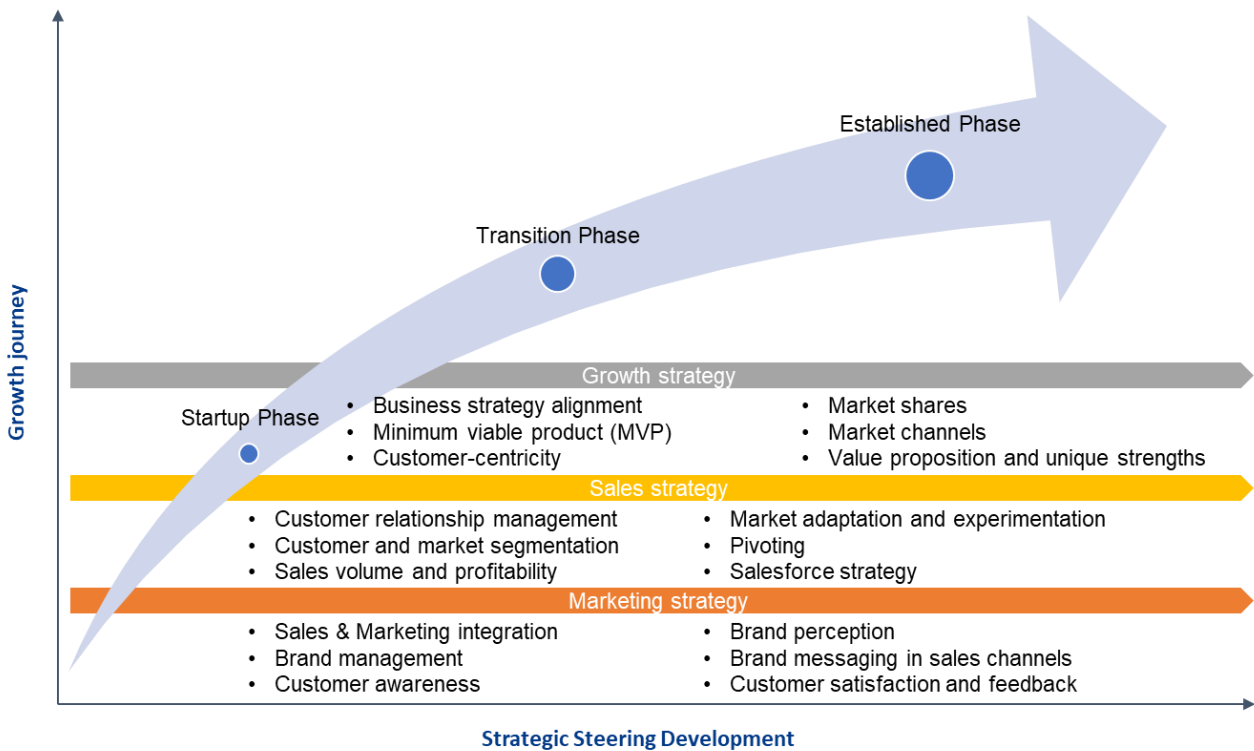 Established Phase
Transition Phase
Growth journey
Growth strategy
Startup Phase
• Business strategy alignment
• Minimum viable product (MVP)
• Customer-centricity
• Market shares
• Market channels
• Value proposition and unique strengths
Sales strategy
• Customer relationship management
• Customer and market segmentation
• Sales volume and profitability
• Market adaptation and experimentation
• Pivoting
• Salesforce strategy
Marketing strategy
• Sales & Marketing integration
• Brand management
• Customer awareness
• Brand perception
• Brand messaging in sales channels
• Customer satisfaction and feedback
Strategic Steering Development